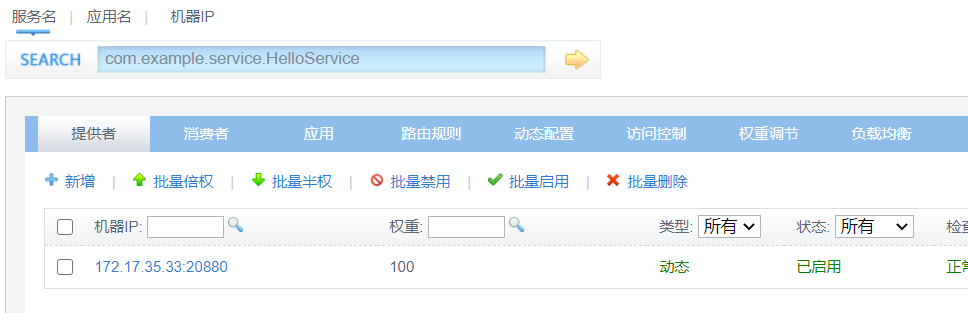 服务名 | 应用名 | 机器IP
SEARCH com.example.service.HelloService
提供者 消费者 应用 路由规则 动态配置 访问控制 权重调节 负载均衡
新增 | 批量倍权 | 批量半权 | 批量禁用 | 批量启用 | 批量删除
机器IP: 权重: 类型: 所有 状态: 所有 检查
172.17.35.33:20880 100 动态 已启用 正常